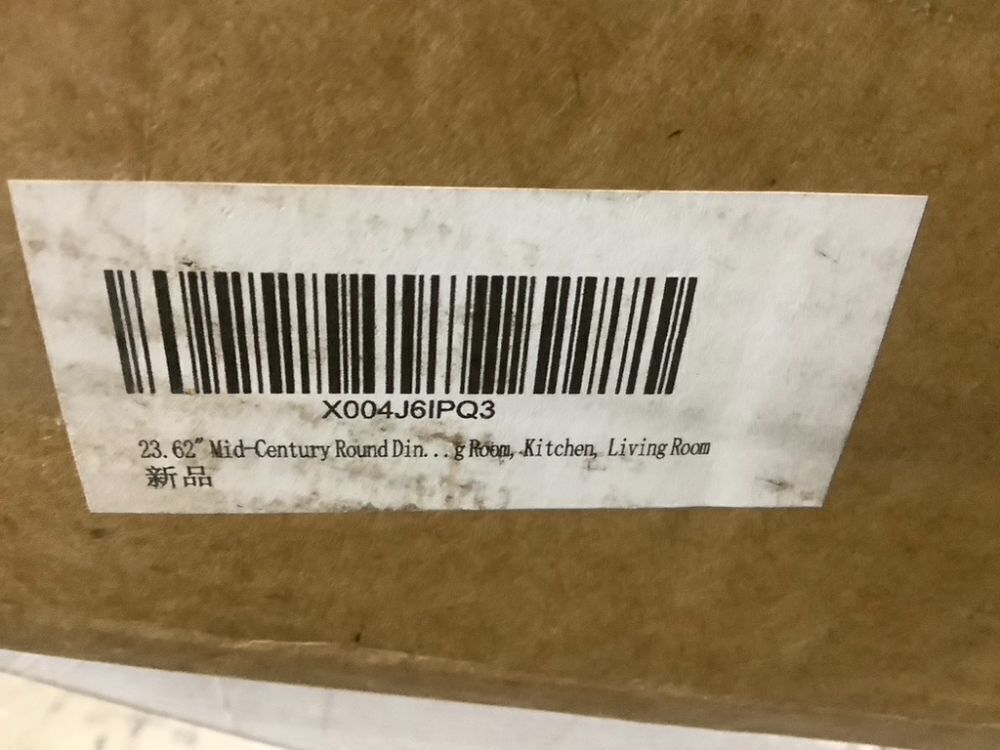 X004J6IPQ3
23.62" Mid-Century Round Din...g Room, Kitchen, Living Room
新品